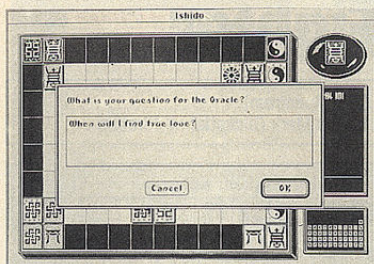 Ishido
What is your question for the Oracle?
When will I find true love?
Cancel
OK